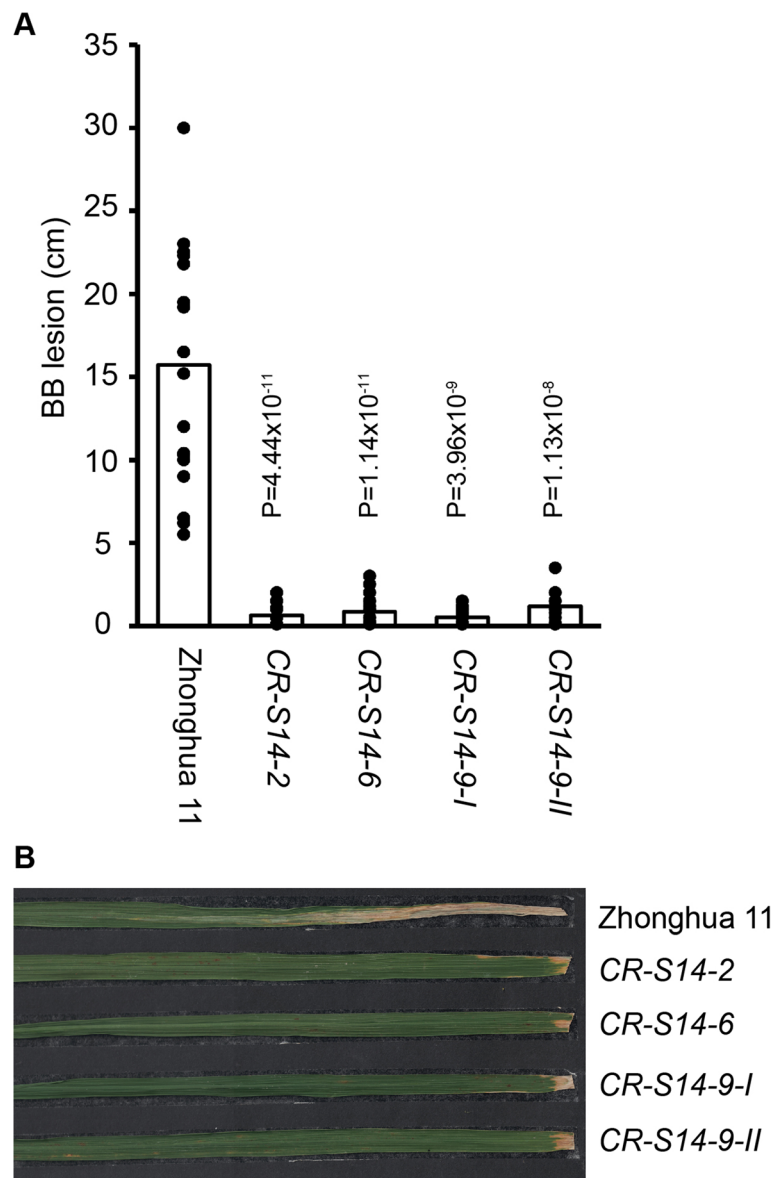 A
35
30
25
20
15
10
5
0
BB lesion (cm)
P=4.44x10⁻¹¹
P=1.14x10⁻¹¹
P=3.96x10⁻⁹
P=1.13x10⁻⁸
Zhonghua 11
CR-S14-2
CR-S14-6
CR-S14-9-I
CR-S14-9-II
B
Zhonghua 11
CR-S14-2
CR-S14-6
CR-S14-9-I
CR-S14-9-II